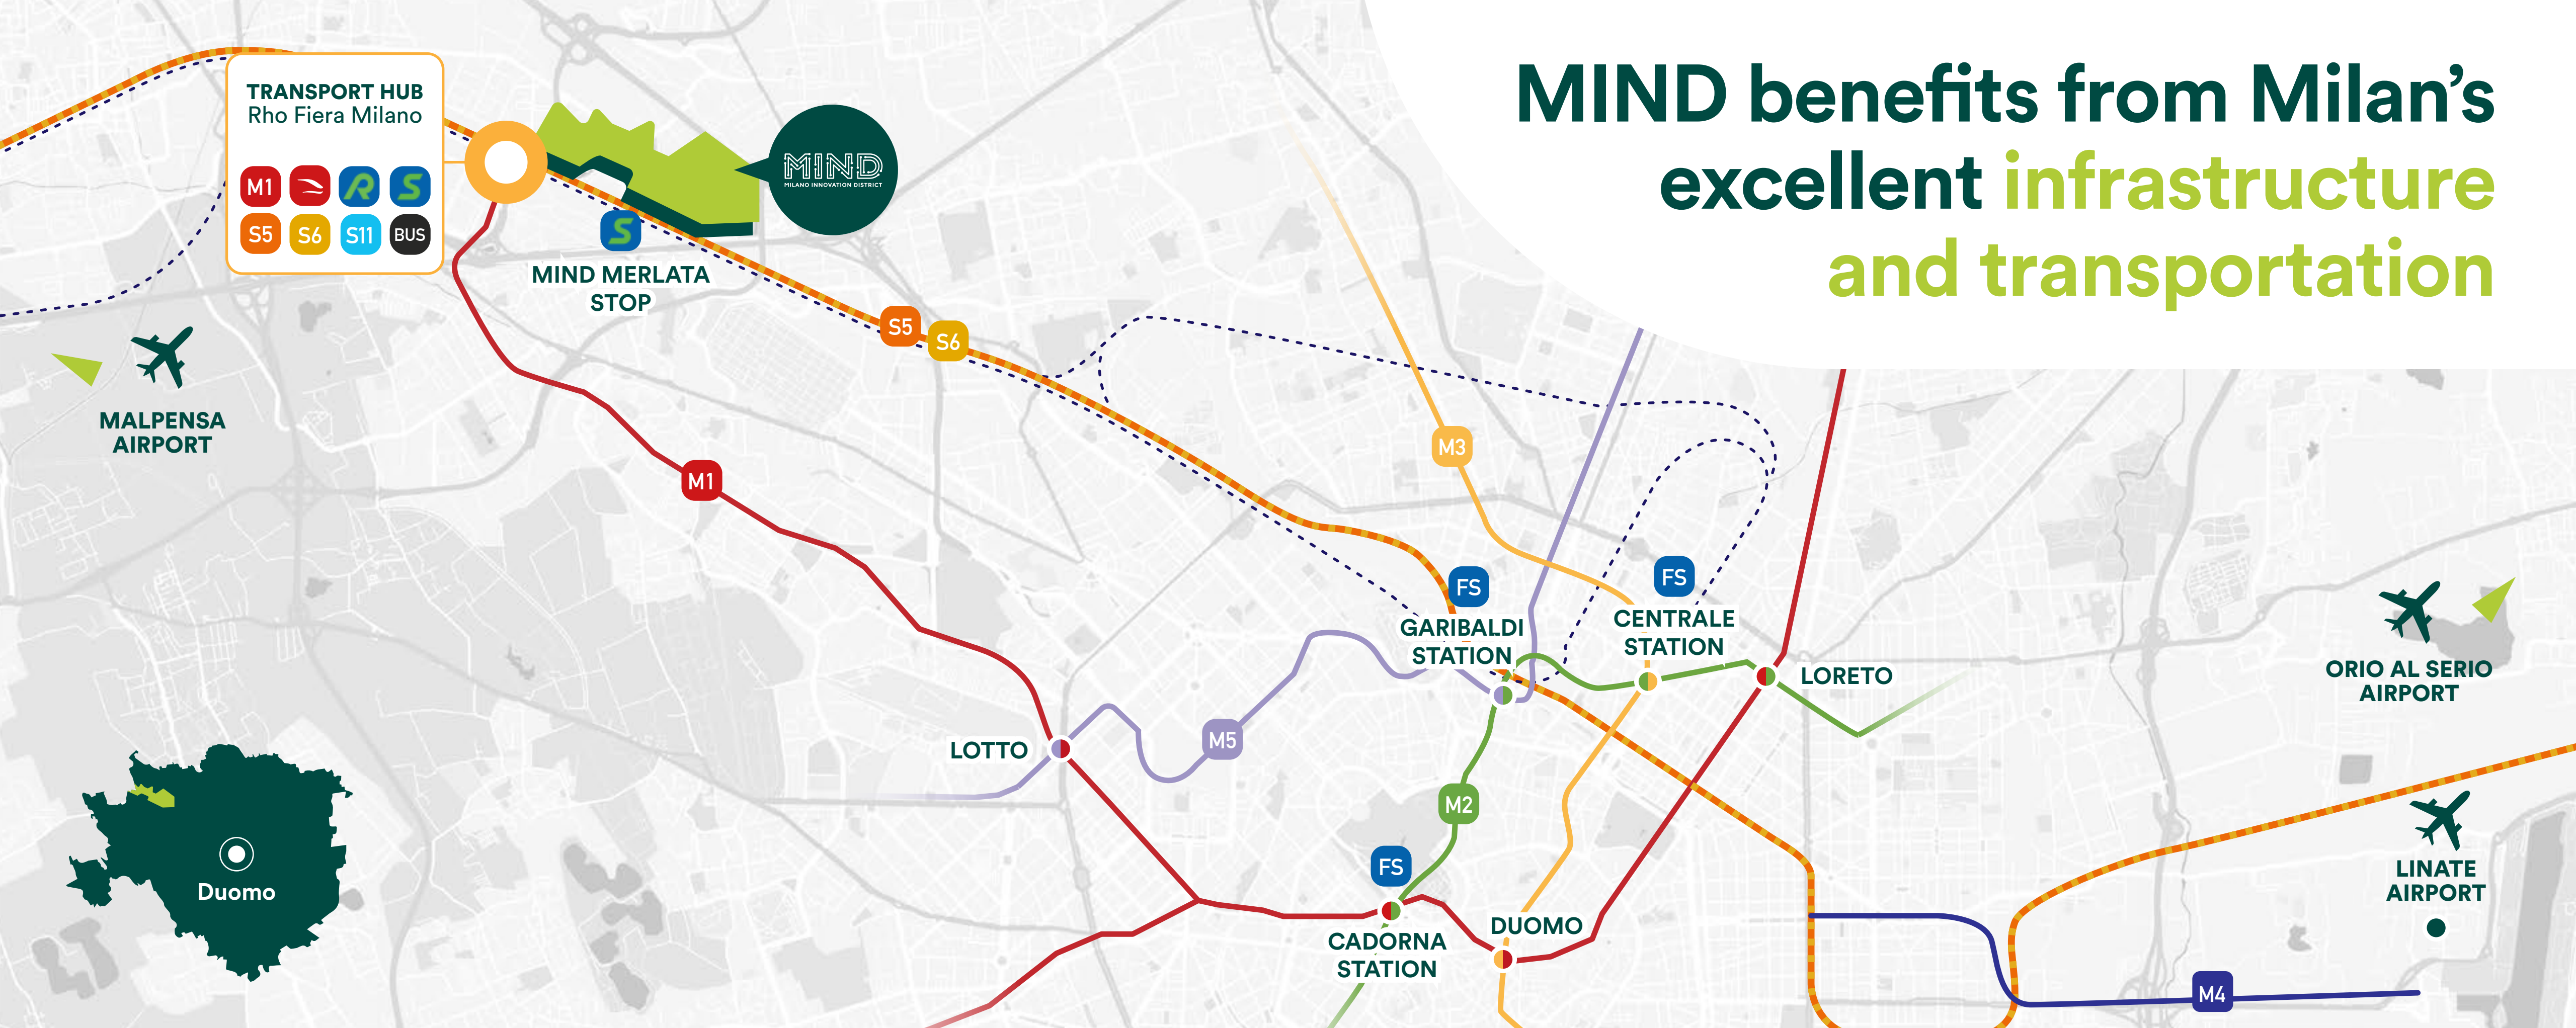 MIND benefits from Milan’s
excellent infrastructure
and transportation
TRANSPORT HUB
Rho Fiera Milano
M1
R
S
S5
S6
S11
BUS
MIND
MILANO INNOVATION DISTRICT
S
MIND MERLATA
STOP
S5
S6
MALPENSA
AIRPORT
M1
M3
FS
GARIBALDI
STATION
FS
CENTRALE
STATION
LORETO
ORIO AL SERIO
AIRPORT
LOTTO
M5
M2
FS
CADORNA
STATION
DUOMO
LINATE
AIRPORT
M4
Duomo